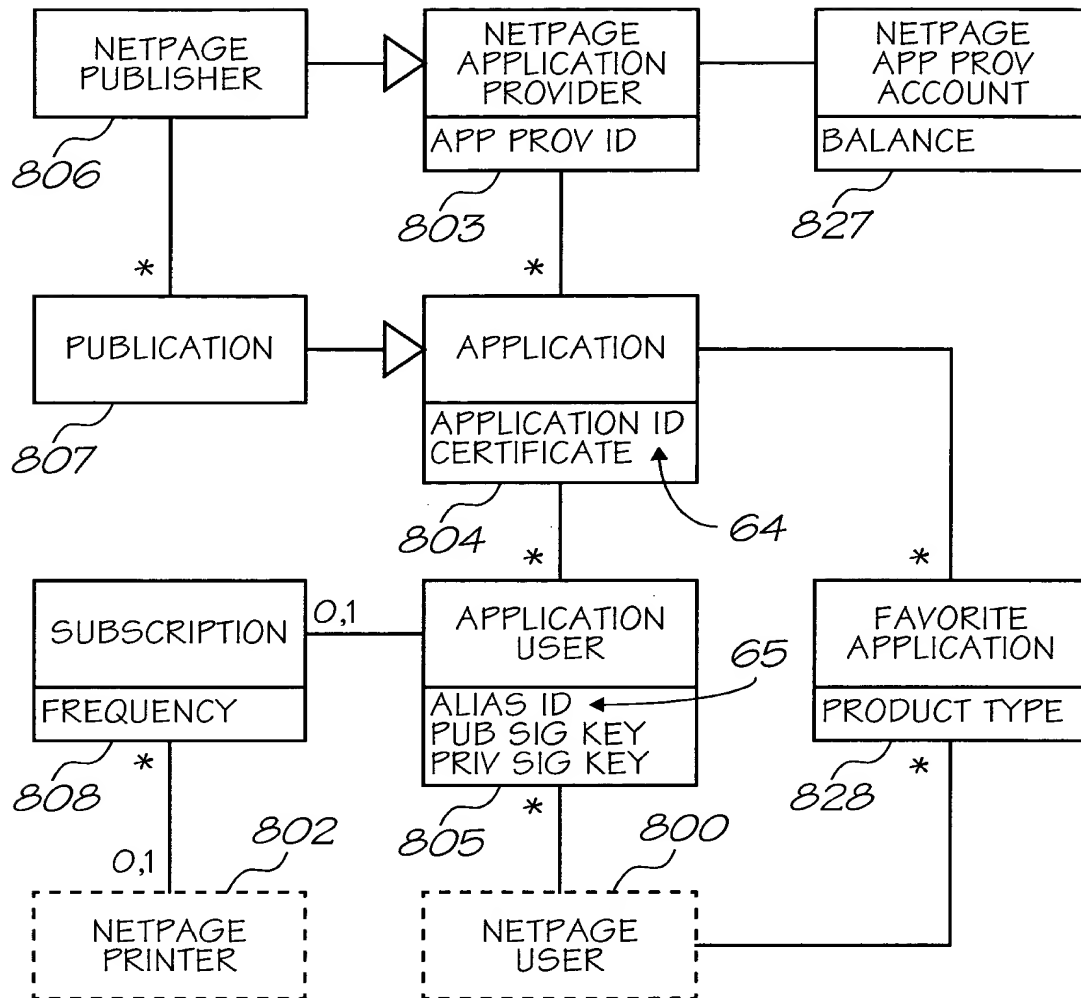 NETPAGE
PUBLISHER
806
*
NETPAGE
APPLICATION
PROVIDER
APP PROV ID
803
*
NETPAGE
APP PROV
ACCOUNT
BALANCE
827
PUBLICATION
807
APPLICATION
APPLICATION ID
CERTIFICATE
64
804
*
*
SUBSCRIPTION
FREQUENCY
808
*
0,1
0,1
APPLICATION
USER
ALIAS ID
PUB SIG KEY
PRIV SIG KEY
65
805
*
FAVORITE
APPLICATION
PRODUCT TYPE
828
*
802
NETPAGE
PRINTER
800
NETPAGE
USER